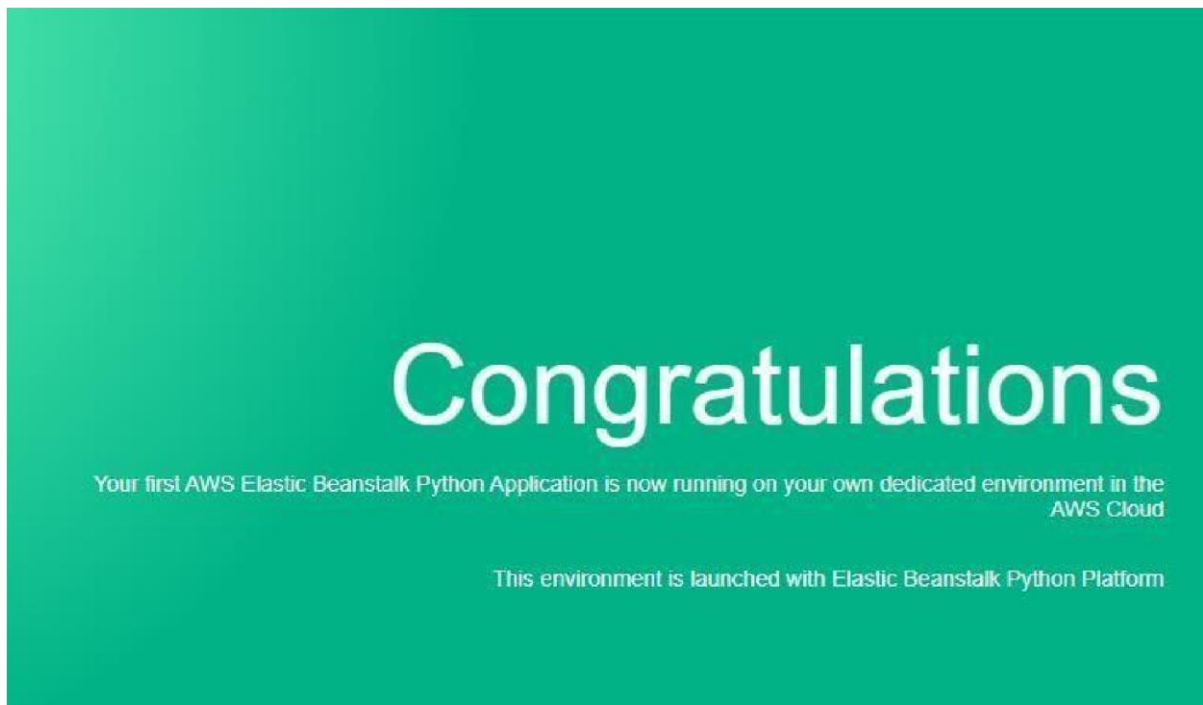 Congratulations
Your first AWS Elastic Beanstalk Python Application is now running on your own dedicated environment in the
AWS Cloud
This environment is launched with Elastic Beanstalk Python Platform